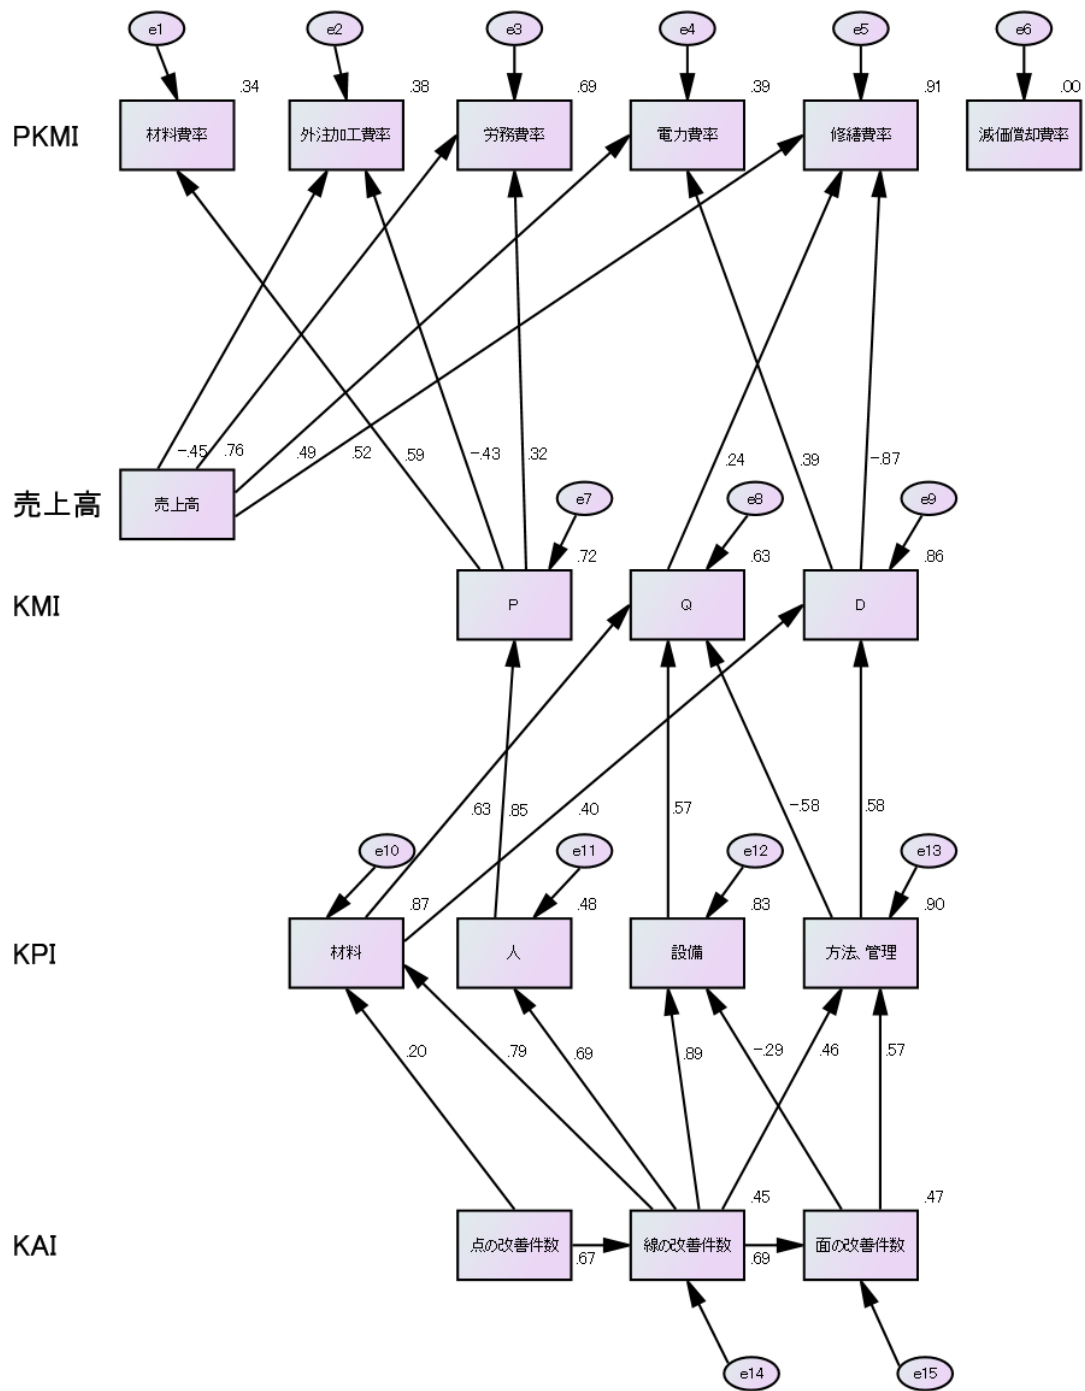 e1
e2
e3
e4
e5
e6
.34
.38
.69
.39
.91
.00
PKMI
材料費率
外注加工費率
労務費率
電力費率
修繕費率
減価償却費率
-.45
.76
.49
.52
.59
-.43
.32
.24
.39
-.87
売上高
売上高
e7
e8
e9
.72
.63
.86
KMI
P
Q
D
.63
.85
.40
.57
-.58
.58
e10
e11
e12
e13
.87
.48
.83
.90
KPI
材料
人
設備
方法、管理
.20
.79
.69
.89
-.29
.46
.57
.45
.47
KAI
点の改善件数
.67
線の改善件数
.69
面の改善件数
e14
e15